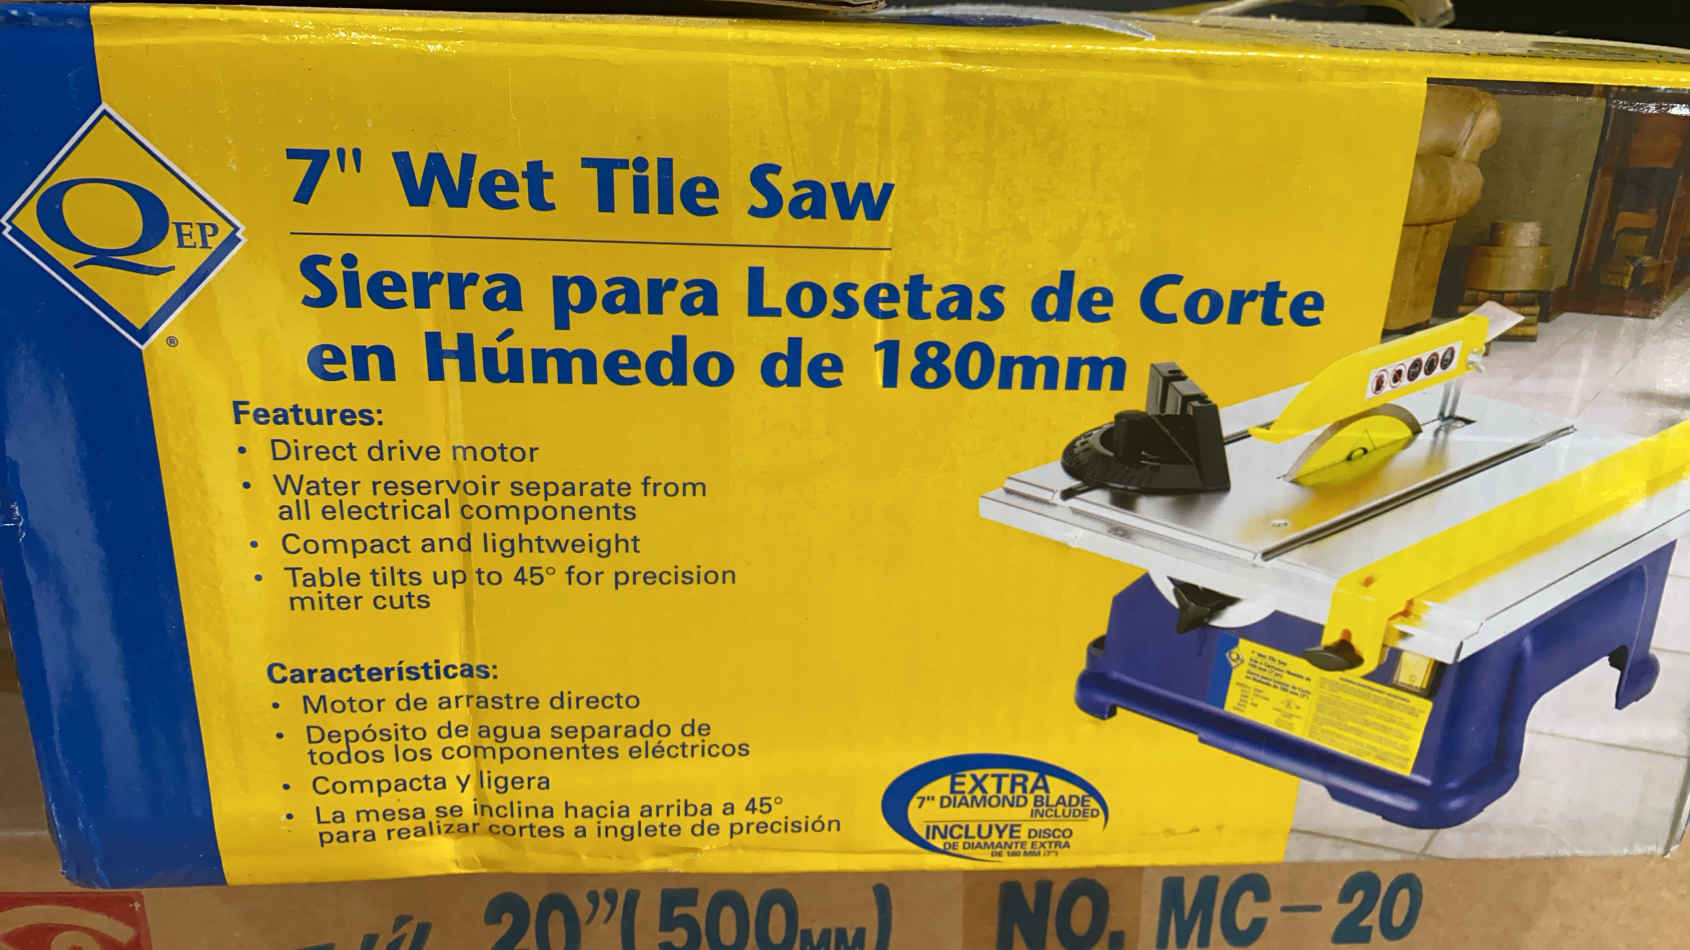 QEP
®
7" Wet Tile Saw
Sierra para Losetas de Corte
en Húmedo de 180mm
Features:
• Direct drive motor
• Water reservoir separate from
all electrical components
• Compact and lightweight
• Table tilts up to 45° for precision
miter cuts
Características:
• Motor de arrastre directo
• Depósito de agua separado de
todos los componentes eléctricos
• Compacta y ligera
• La mesa se inclina hacia arriba a 45°
para realizar cortes a inglete de precisión
EXTRA
7" DIAMOND BLADE
INCLUDED
INCLUYE DISCO
DE DIAMANTE EXTRA
DE 180 MM (7")
7" Wet Tile Saw
20"(500MM) NO. MC-20